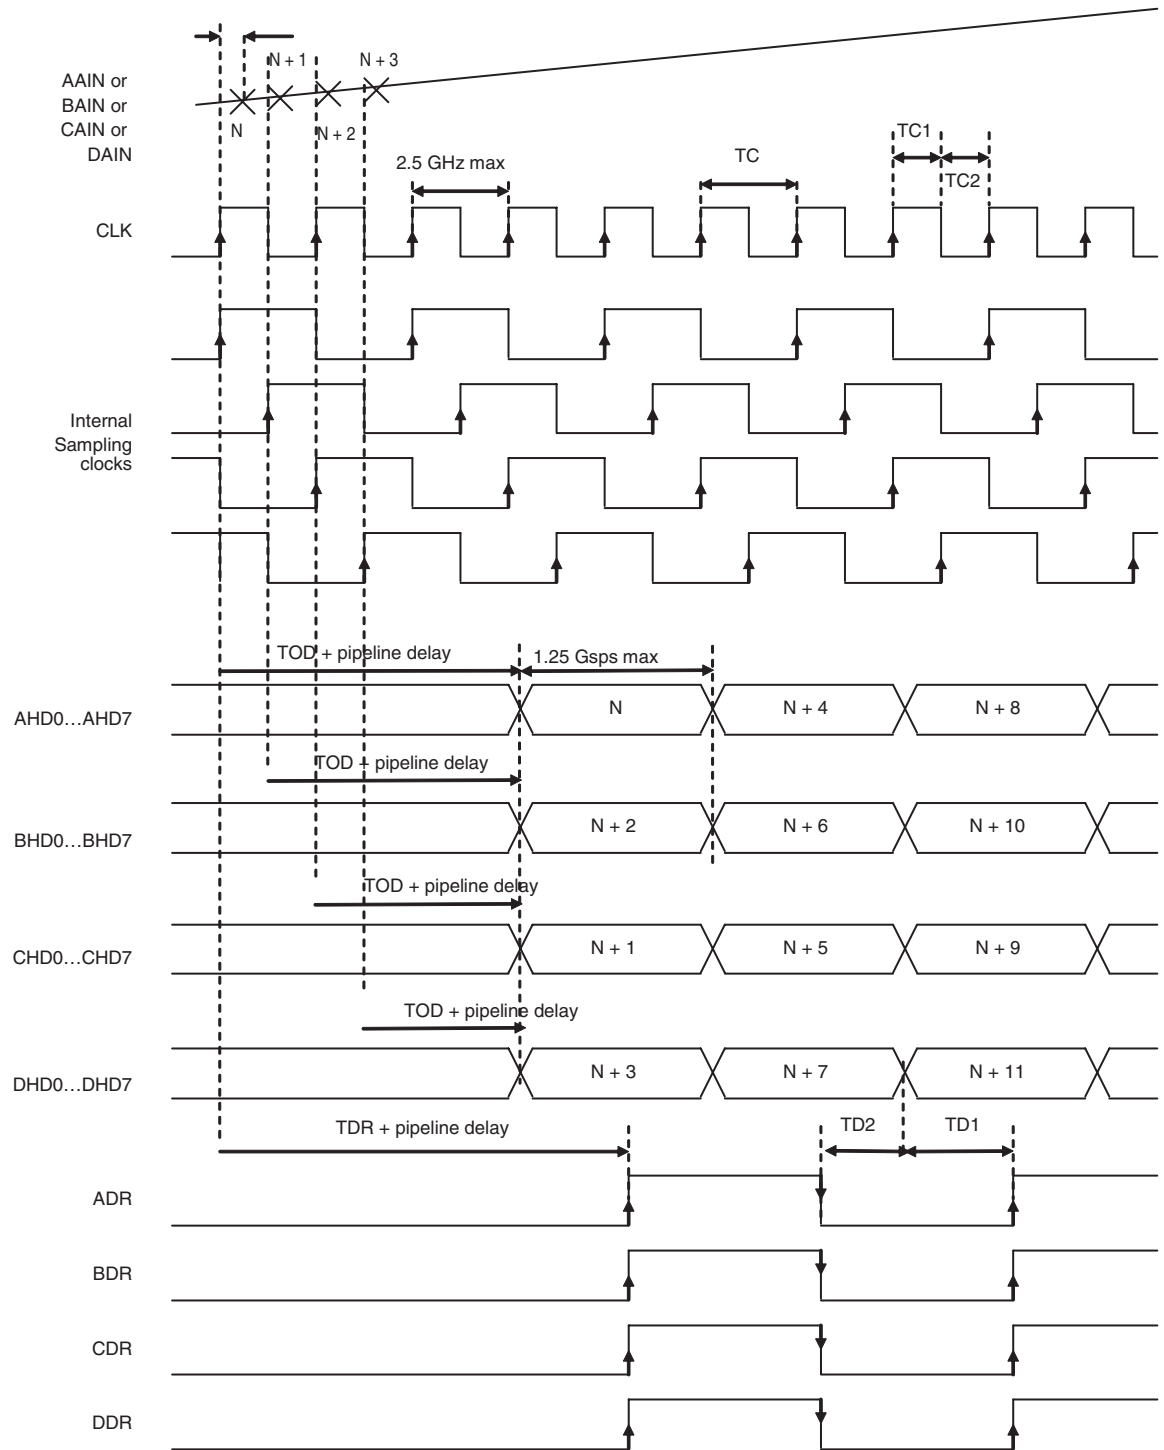 N + 1
N + 3
AAIN or
BAIN or
CAIN or
DAIN
N
N + 2
2.5 GHz max
TC
TC1
TC2
CLK
Internal
Sampling
clocks
TOD + pipeline delay
1.25 Gsps max
AHD0…AHD7
N
N + 4
N + 8
TOD + pipeline delay
BHD0…BHD7
N + 2
N + 6
N + 10
TOD + pipeline delay
CHD0…CHD7
N + 1
N + 5
N + 9
TOD + pipeline delay
DHD0…DHD7
N + 3
N + 7
N + 11
TDR + pipeline delay
TD2
TD1
ADR
BDR
CDR
DDR